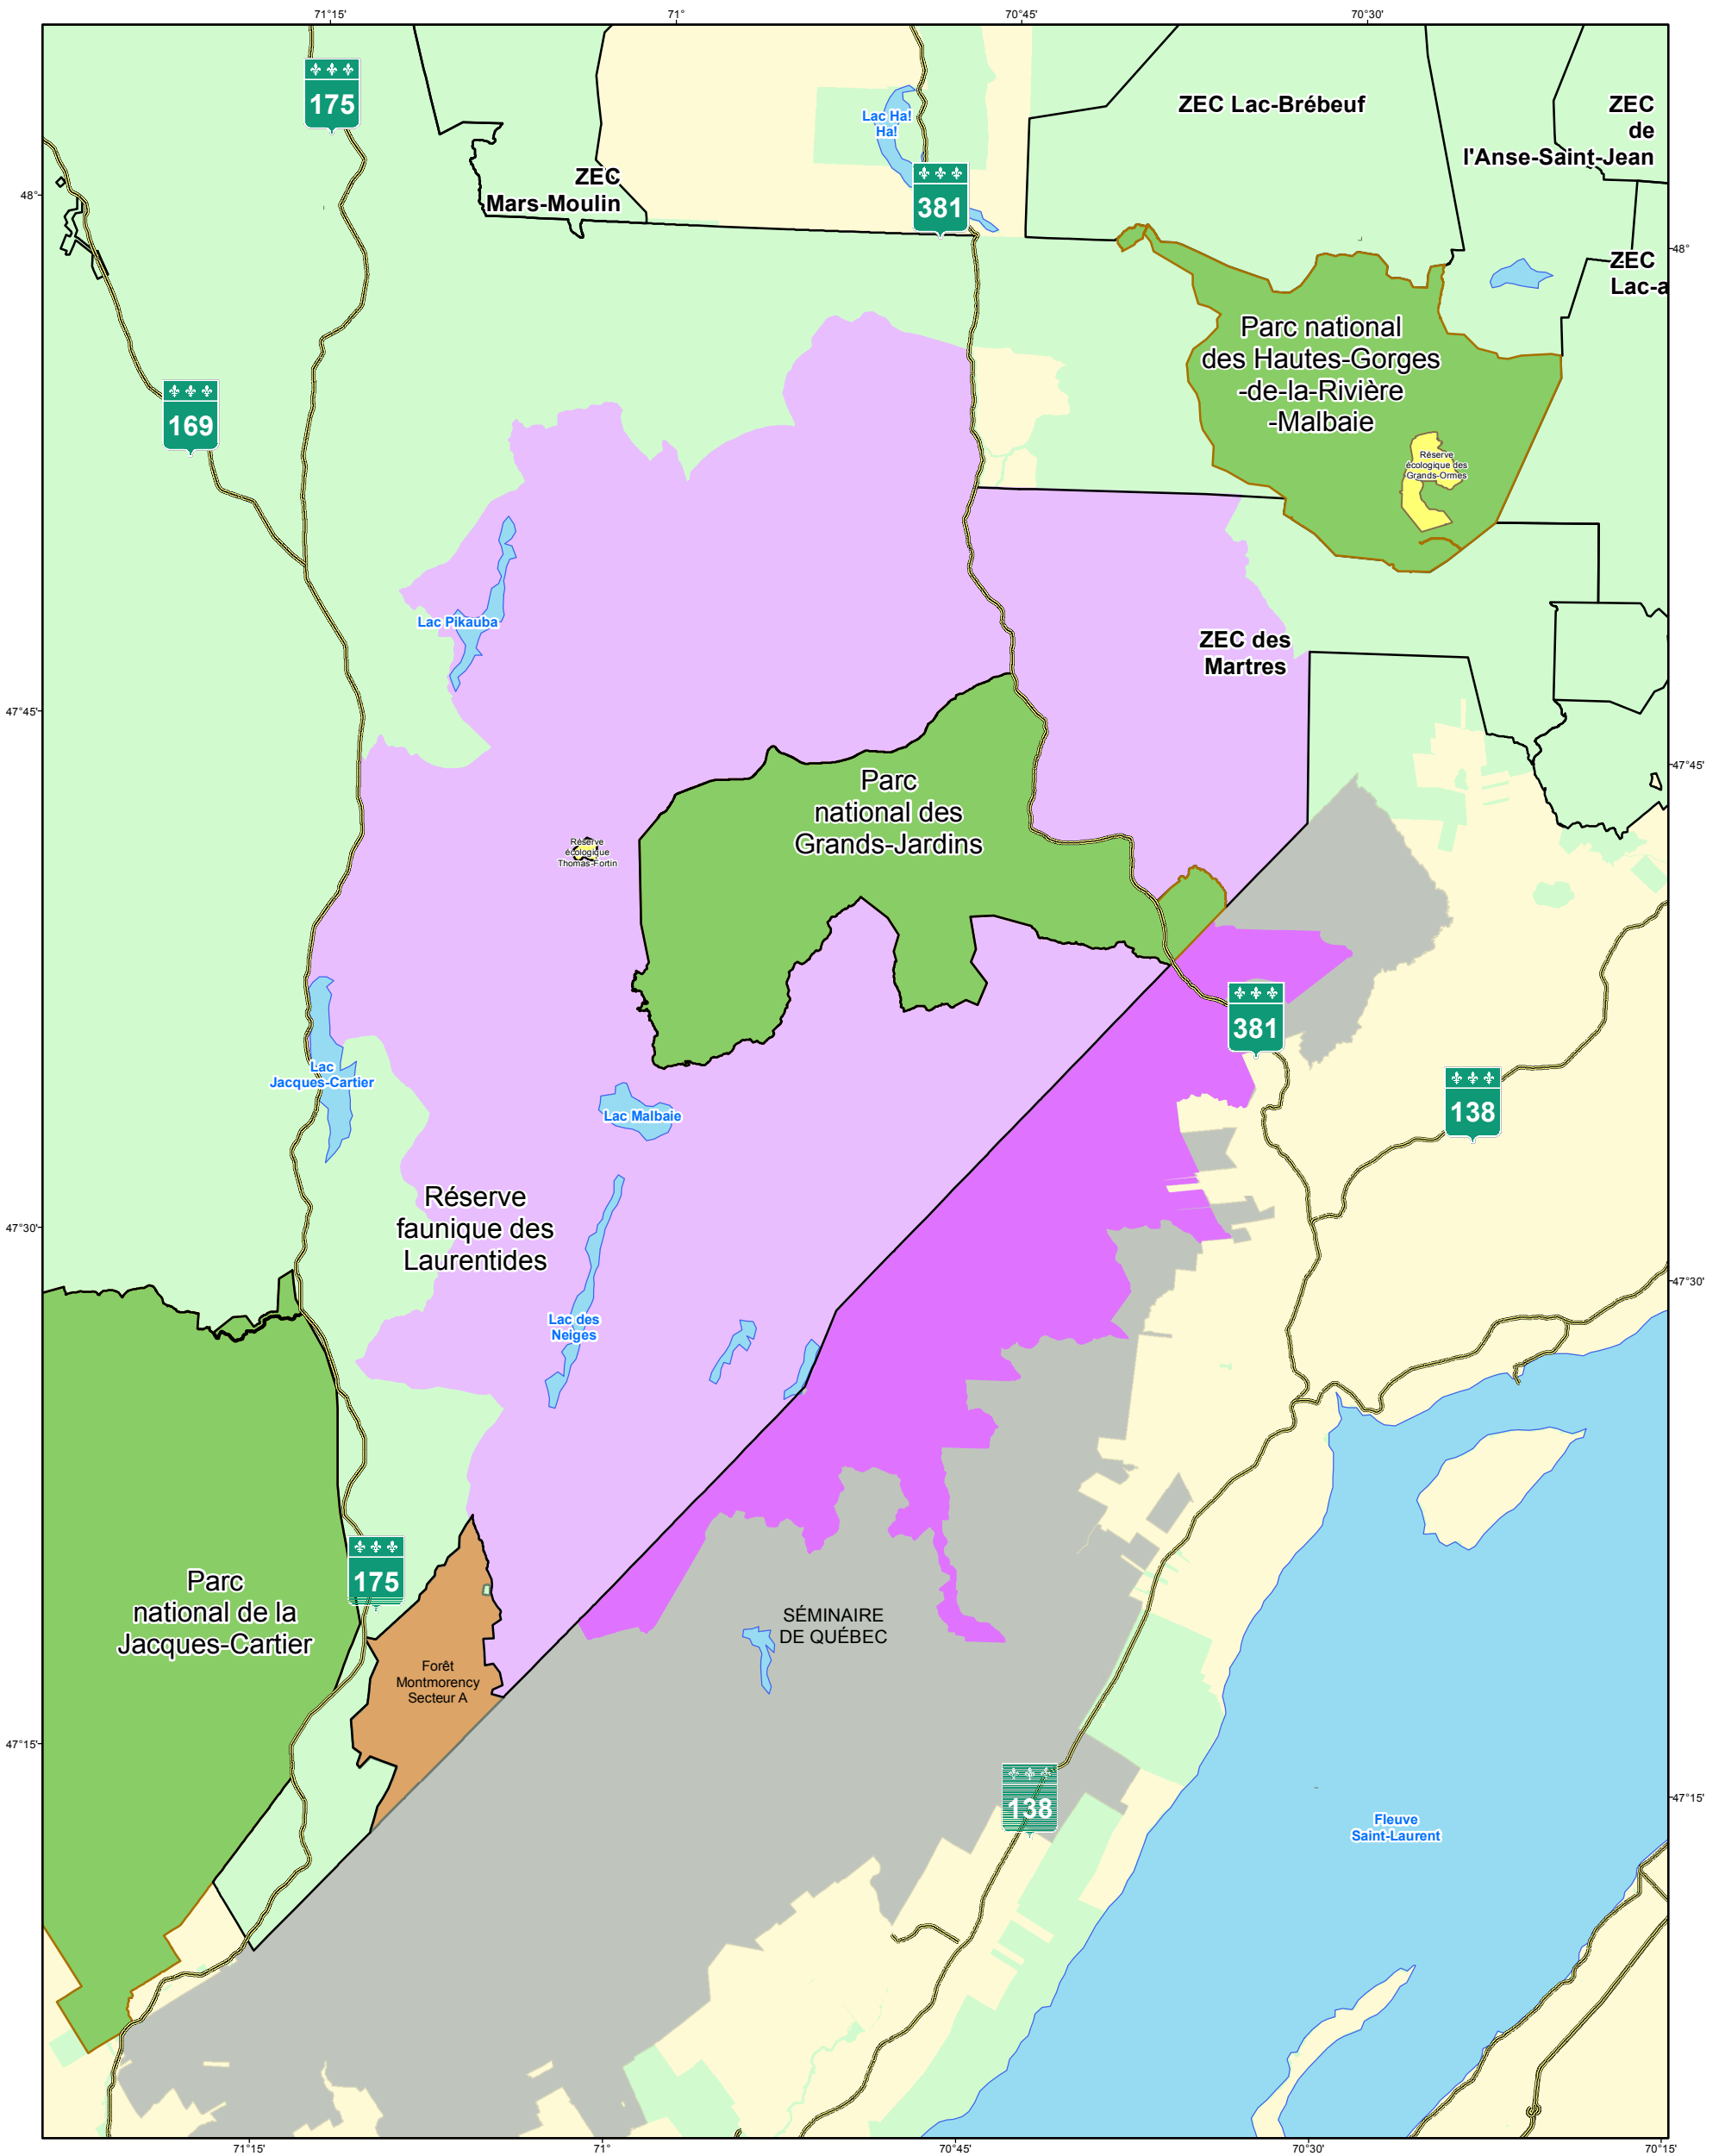 71°15'
71°
70°45'
70°30'
175
Lac Ha!
Ha!
ZEC Lac-Brébeuf
ZEC
de
l'Anse-Saint-Jean
ZEC
Mars-Moulin
381
48°
48°
ZEC
Lac-a
Parc national
des Hautes-Gorges
-de-la-Rivière
-Malbaie
169
Réserve
écologique des
Grands-Ormes
Lac Pikauba
ZEC des
Martres
47°45'
47°45'
Parc
national des
Grands-Jardins
Réserve
écologique
Thomas-Fortin
381
Lac
Jacques-Cartier
Lac Malbaie
138
Réserve
faunique des
Laurentides
47°30'
47°30'
Lac des
Neiges
175
Parc
national de la
Jacques-Cartier
SÉMINAIRE
DE QUÉBEC
Forêt
Montmorency
Secteur A
47°15'
47°15'
138
Fleuve
Saint-Laurent
71°15'
71°
70°45'
70°30'
70°15'